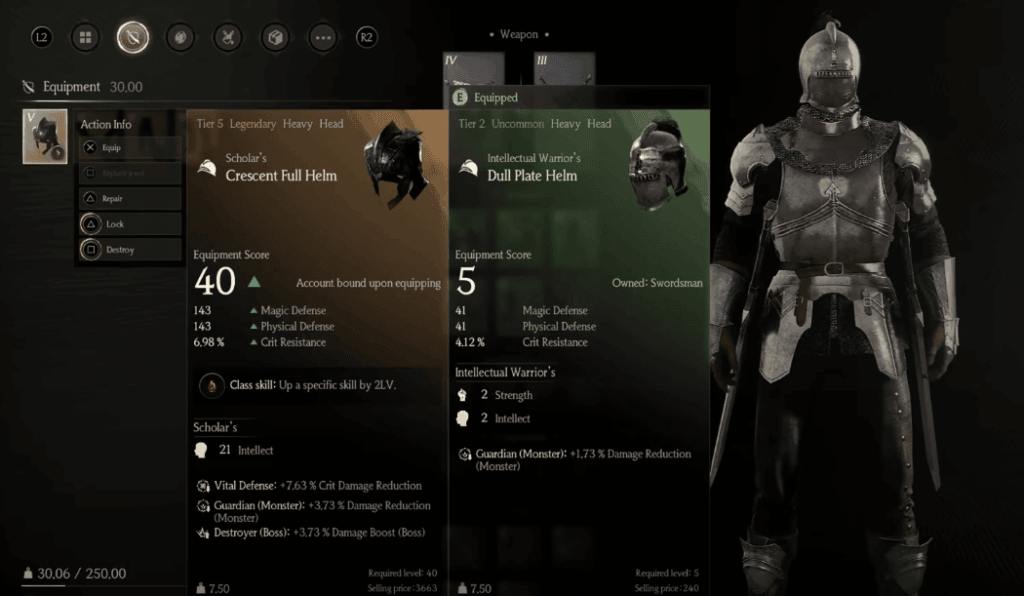 L2
R2
• Weapon •
IV
III
Equipment 30,00
V
Action Info
Equip
Repair
Lock
Destroy
Tier 5 Legendary Heavy Head
Scholar's
Crescent Full Helm
Equipment Score
40
Account bound upon equipping
143 Magic Defense
143 Physical Defense
6,98 % Crit Resistance
Class skill: Up a specific skill by 2LV.
Scholar's
21 Intellect
Vital Defense: +7,63 % Crit Damage Reduction
Guardian (Monster): +3,73 % Damage Reduction
(Monster)
Destroyer (Boss): +3,73 % Damage Boost (Boss)
Required level: 40
7,50
Selling price:3663
E Equipped
Tier 2 Uncommon Heavy Head
Intellectual Warrior's
Dull Plate Helm
Equipment Score
5
Owned: Swordsman
41 Magic Defense
41 Physical Defense
4,12 % Crit Resistance
Intellectual Warrior's
2 Strength
2 Intellect
Guardian (Monster): +1,73 % Damage Reduction
(Monster)
Required level: 5
7,50
Selling price:240
30,06 / 250,00